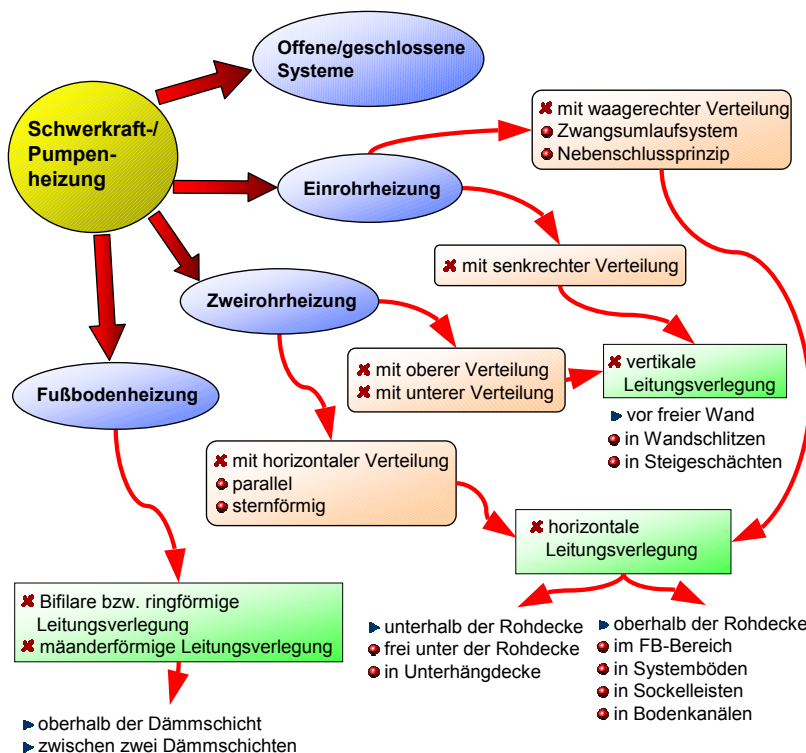 Offene/geschlossene
Systeme
Schwerkraft-/
Pumpen-
heizung
mit waagerechter Verteilung
Zwangsumlaufsystem
Nebenschlussprinzip
Einrohrheizung
mit senkrechter Verteilung
Zweirohrheizung
mit oberer Verteilung
mit unterer Verteilung
vertikale
Leitungsverlegung
vor freier Wand
in Wandschlitzen
in Steigeschächten
Fußbodenheizung
mit horizontaler Verteilung
parallel
sternförmig
horizontale
Leitungsverlegung
Bifilare bzw. ringförmige
Leitungsverlegung
mäanderförmige Leitungsverlegung
unterhalb der Rohdecke
frei unter der Rohdecke
in Unterhängdecke
oberhalb der Rohdecke
im FB-Bereich
in Systemböden
in Sockelleisten
in Bodenkanälen
oberhalb der Dämmschicht
zwischen zwei Dämmschichten